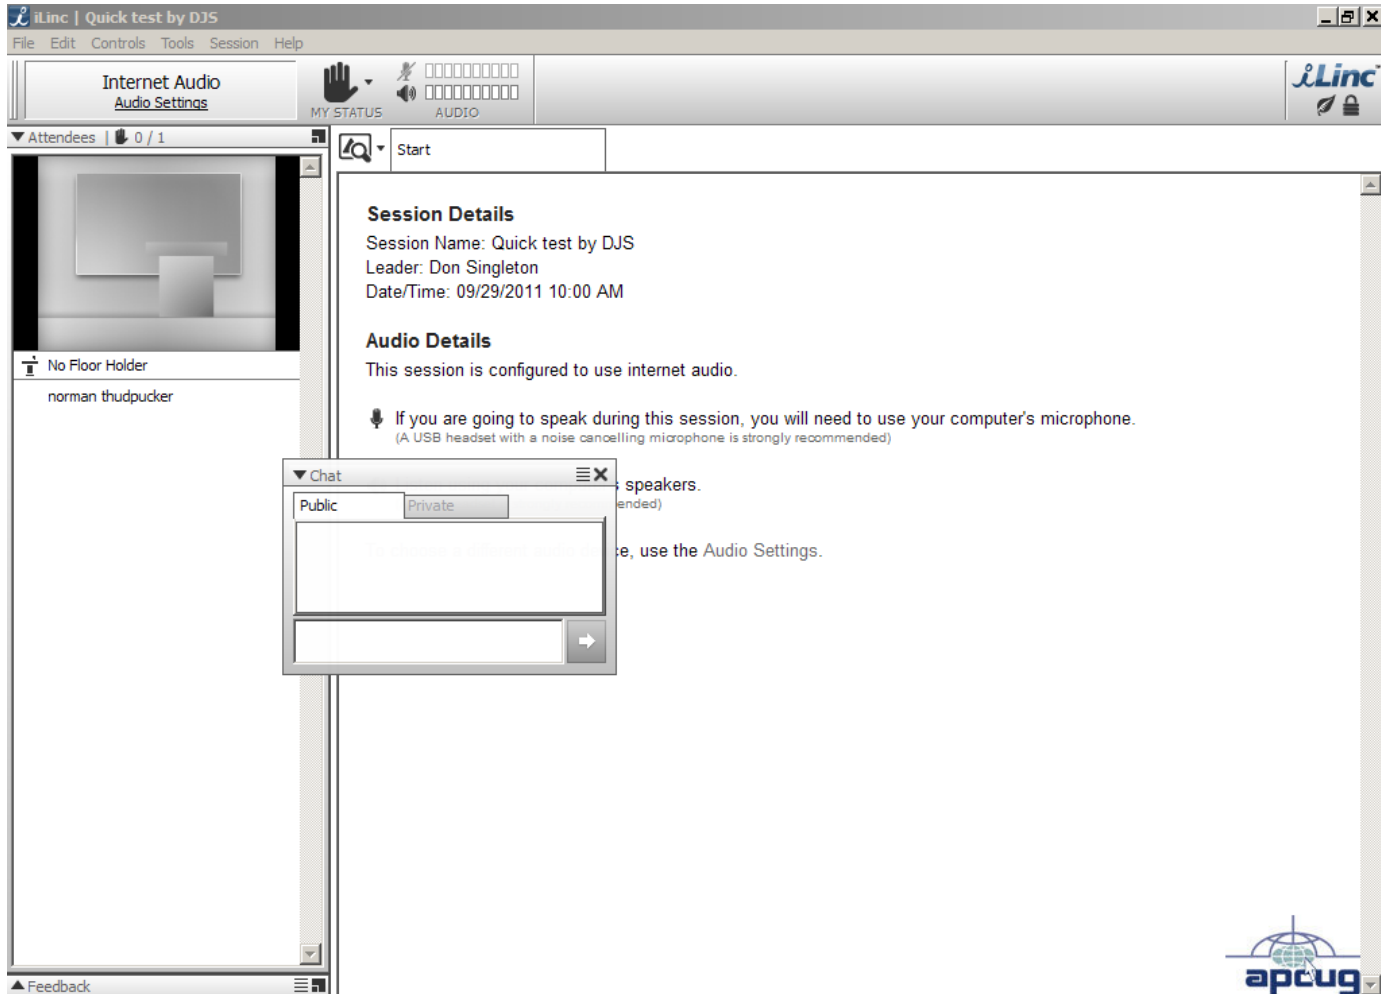 iLinc | Quick test by DJS
File Edit Controls Tools Session Help
Internet Audio
Audio Settings
MY STATUS
AUDIO
iLinc
Attendees | 0 / 1
Start
No Floor Holder
norman thudpucker
Session Details
Session Name: Quick test by DJS
Leader: Don Singleton
Date/Time: 09/29/2011 10:00 AM
Audio Details
This session is configured to use internet audio.
If you are going to speak during this session, you will need to use your computer's microphone.
(A USB headset with a noise cancelling microphone is strongly recommended)
speakers.
ended)
use the Audio Settings.
Chat
Public Private
apcug
Feedback